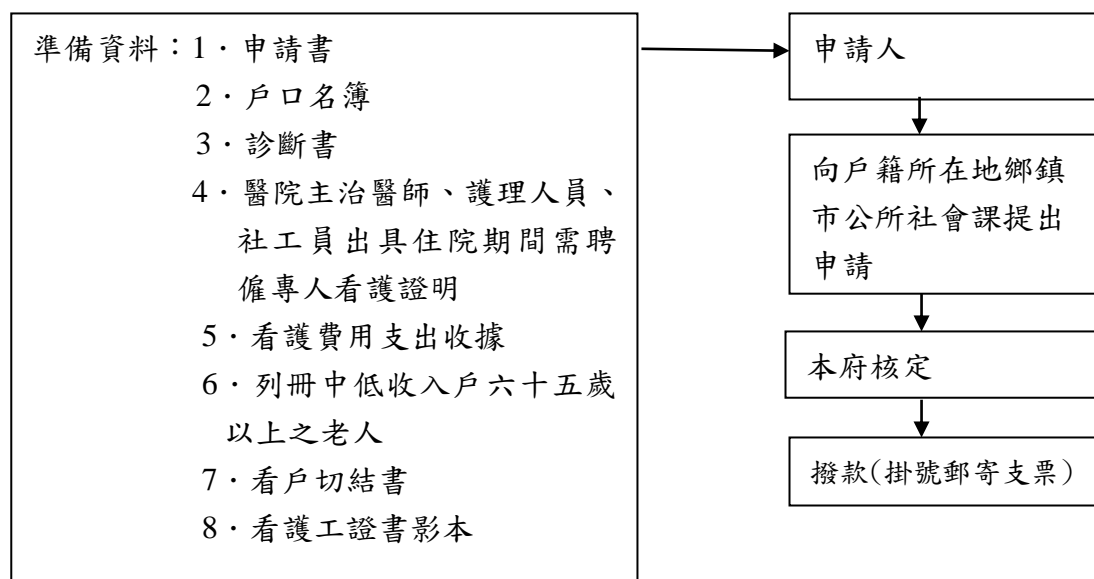 準備資料：1．申請書
2．戶口名簿
3．診斷書
4．醫院主治醫師、護理人員、
社工員出具住院期間需聘
僱專人看護證明
5．看護費用支出收據
6．列冊中低收入戶六十五歲
以上之老人
7．看戶切結書
8．看護工證書影本
申請人
向戶籍所在地鄉鎮
市公所社會課提出
申請
本府核定
撥款(掛號郵寄支票)